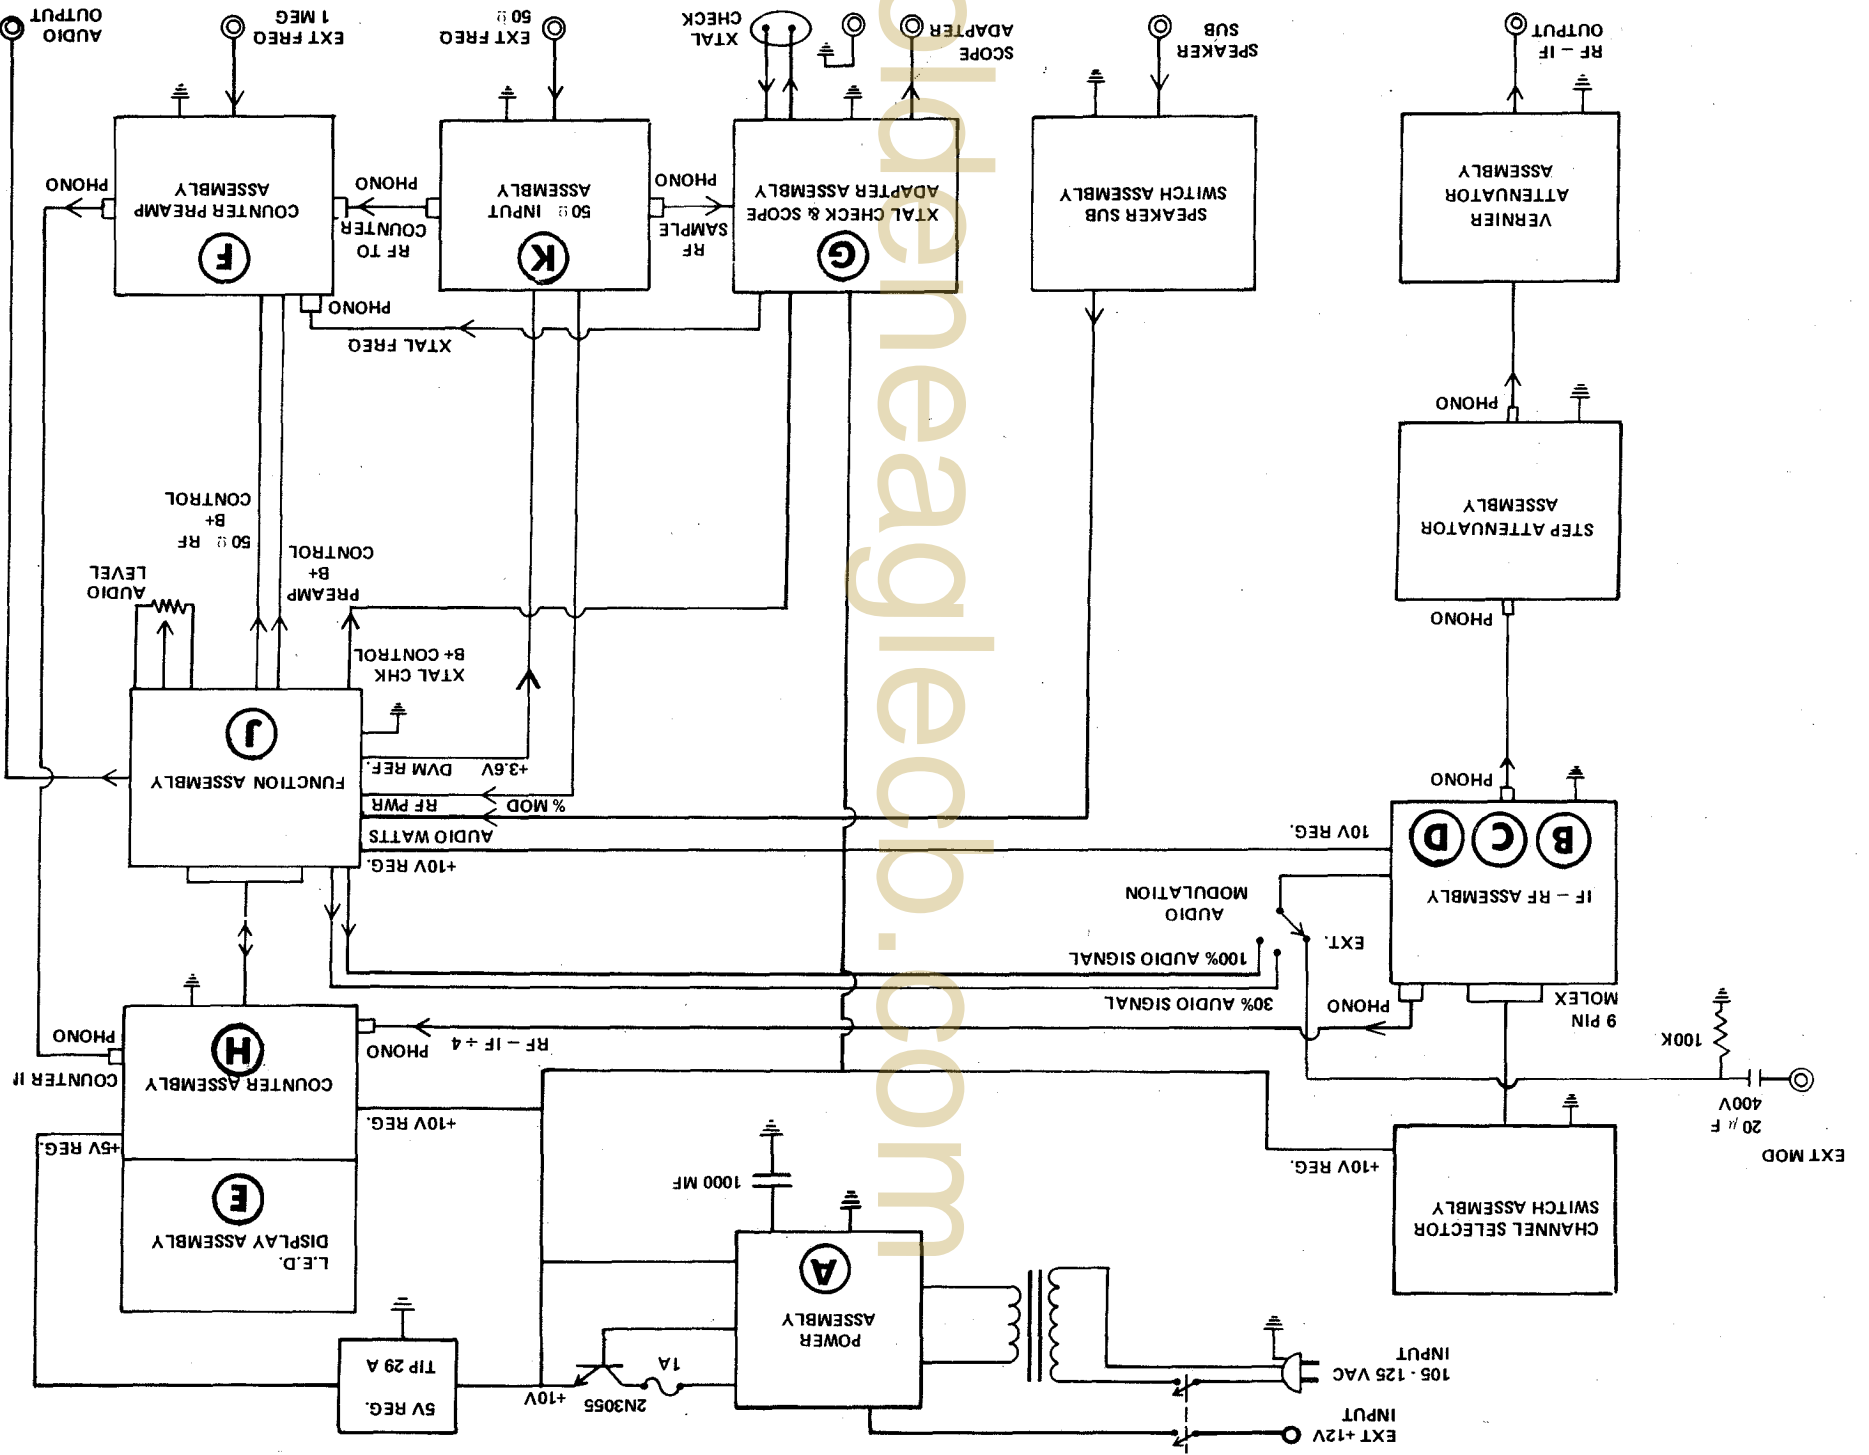 EXT +12V
INPUT
105 - 125 VAC
INPUT
1A
2N3055
+10V
5V REG.
TIP 29 A
POWER
ASSEMBLY
A
1000 MF
L.E.D.
DISPLAY ASSEMBLY
E
CHANNEL SELECTOR
SWITCH ASSEMBLY
+10V REG.
EXT MOD
20 μF
400V
100K
+5V REG.
+10V REG.
COUNTER ASSEMBLY
H
COUNTER
PHONO
PHONO
RF – IF ÷ 4
9 PIN
MOLEX
PHONO
30% AUDIO SIGNAL
100% AUDIO SIGNAL
EXT.
AUDIO
MODULATION
IF – RF ASSEMBLY
B
C
D
10V REG.
+10V REG.
AUDIO WATTS
% MOD
RF PWR
+3.6V
DVM REF.
FUNCTION ASSEMBLY
J
XTAL CHK
B+ CONTROL
PREAMP
B+
CONTROL
AUDIO
LEVEL
50 Ω RF
B+
CONTROL
PHONO
PHONO
STEP ATTENUATOR
ASSEMBLY
PHONO
XTAL FREQ
PHONO
VERNIER
ATTENUATOR
ASSEMBLY
SPEAKER SUB
SWITCH ASSEMBLY
G
XTAL CHECK & SCOPE
ADAPTER ASSEMBLY
RF
SAMPLE
PHONO
K
50 Ω INPUT
ASSEMBLY
RF TO
COUNTER
PHONO
F
COUNTER PREAMP
ASSEMBLY
PHONO
RF – IF
OUTPUT
SPEAKER
SUB
SCOPE
ADAPTER
XTAL
CHECK
EXT FREQ
50 Ω
EXT FREQ
1 MEG
AUDIO
OUTPUT
oldeneaglecb.com